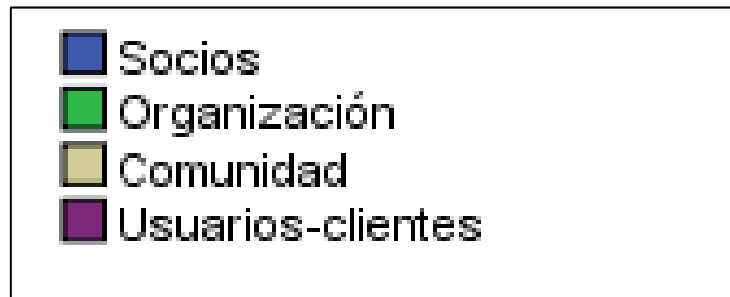 Socios
Organización
Comunidad
Usuarios-clientes